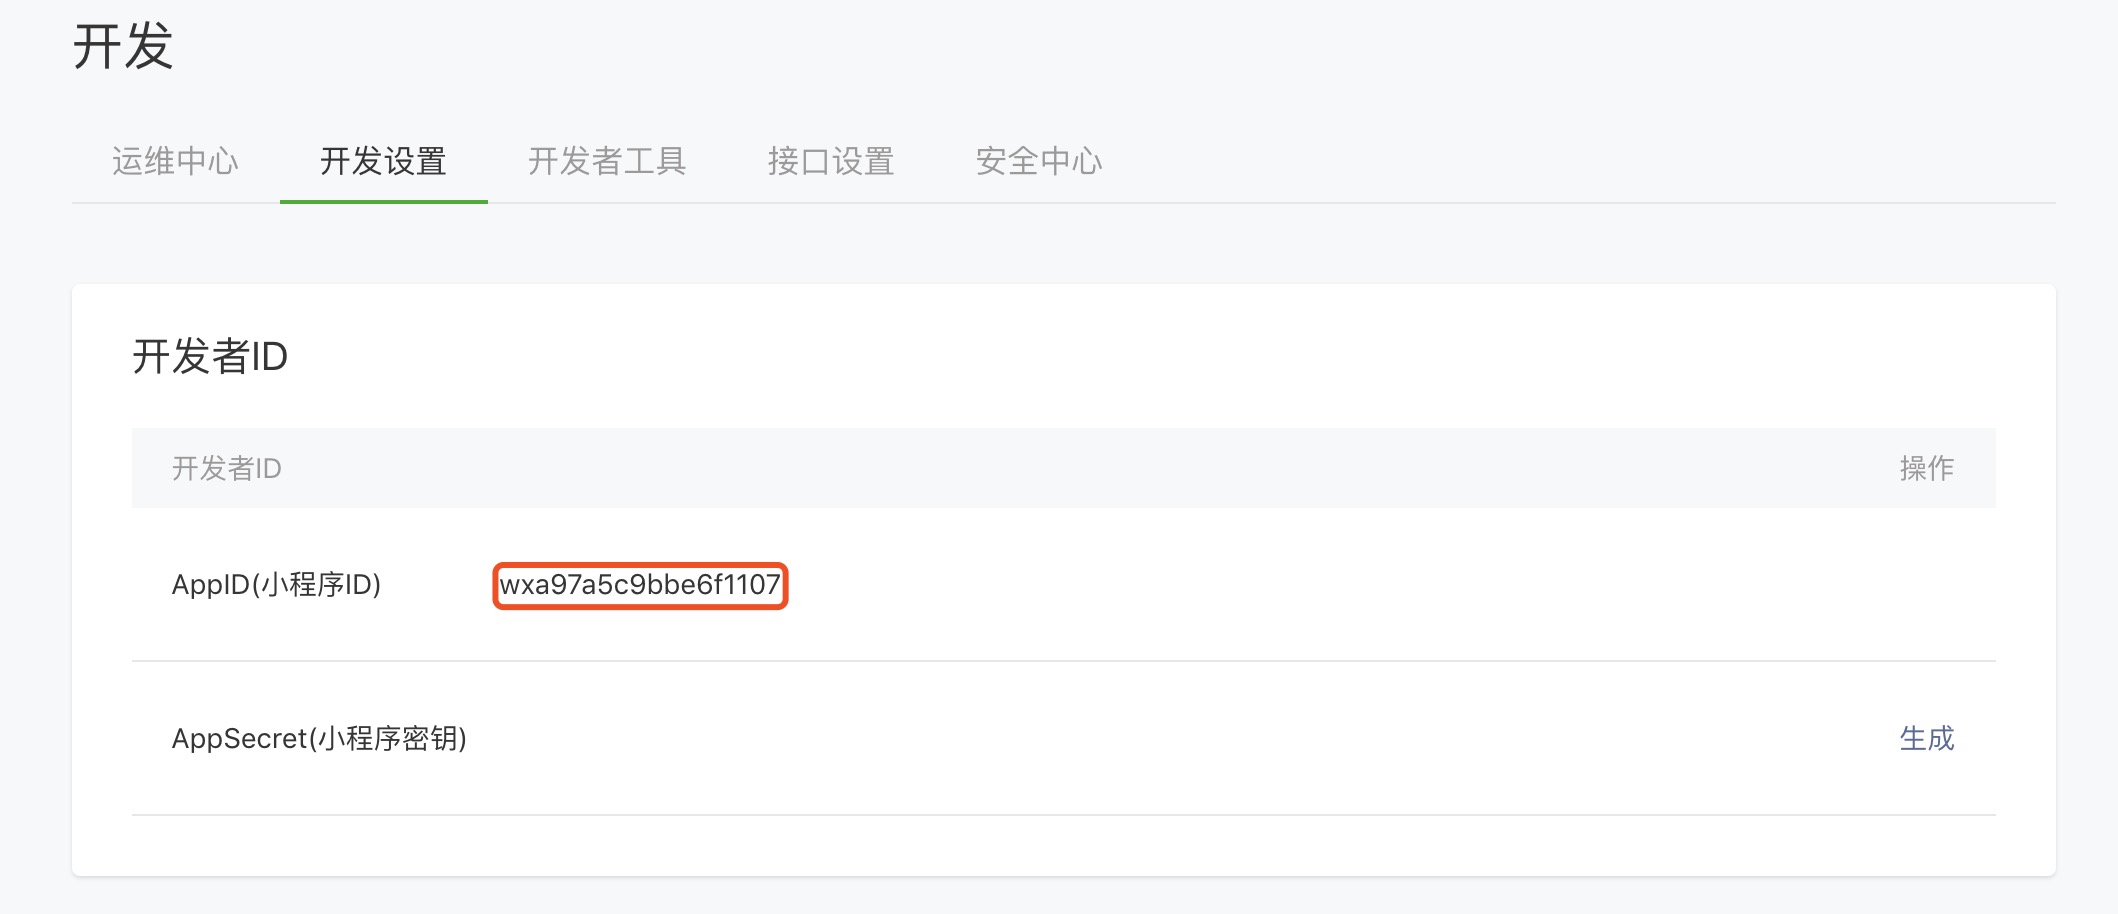 开发
运维中心 开发设置 开发者工具 接口设置 安全中心
开发者ID
开发者ID 操作
AppID(小程序ID) wxa97a5c9bbe6f1107
AppSecret(小程序密钥) 生成